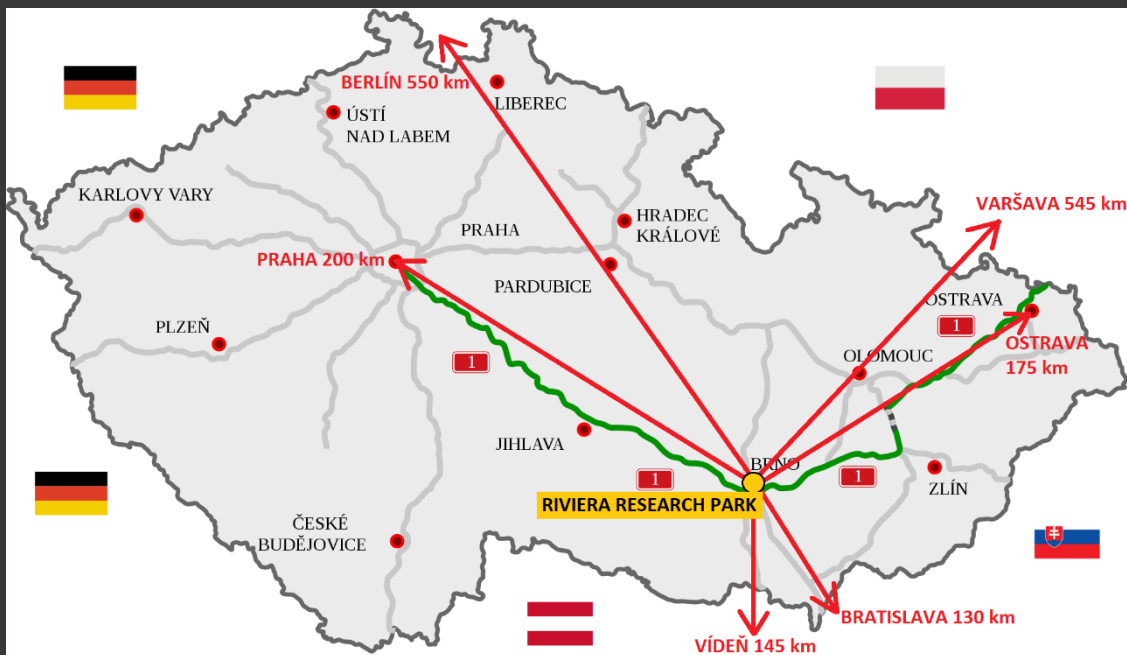 BERLÍN 550 km
LIBEREC
ÚSTÍ
NAD LABEM
KARLOVY VARY
VARŠAVA 545 km
HRADEC
KRÁLOVÉ
PRAHA
PRAHA 200 km
PARDUBICE
OSTRAVA
1
PLZEŇ
OSTRAVA
175 km
OLOMOUC
1
JIHLAVA
BRNO
1
1
ZLÍN
RIVIERA RESEARCH PARK
ČESKÉ
BUDĚJOVICE
BRATISLAVA 130 km
VÍDEŇ 145 km